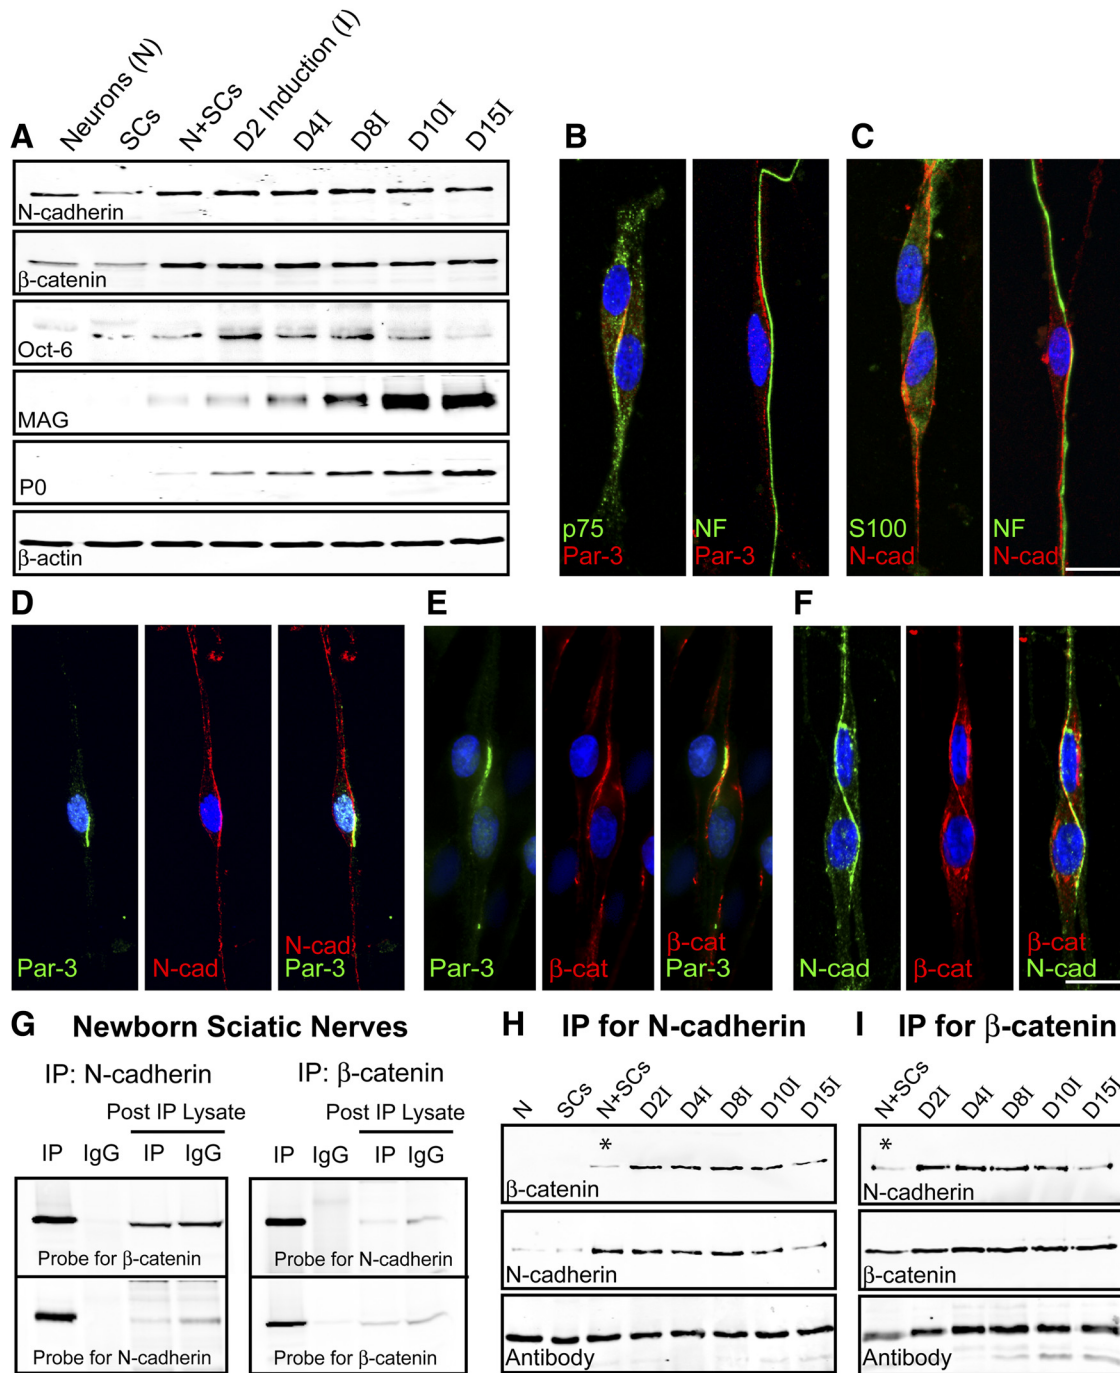 A
Neurons (N)
SCs
N+SCs
D2 Induction (I)
D4I
D8I
D10I
D15I
N-cadherin
β-catenin
Oct-6
MAG
P0
β-actin
B
p75
Par-3
NF
Par-3
C
S100
N-cad
NF
N-cad
D
Par-3
N-cad
N-cad
Par-3
E
Par-3
β-cat
β-cat
Par-3
F
N-cad
β-cat
β-cat
N-cad
G Newborn Sciatic Nerves
IP: N-cadherin
Post IP Lysate
IP IgG IP IgG
Probe for β-catenin
Probe for N-cadherin
IP: β-catenin
Post IP Lysate
IP IgG IP IgG
Probe for N-cadherin
Probe for β-catenin
H IP for N-cadherin
N SCs N+SCs D2I D4I D8I D10I D15I
*
β-catenin
N-cadherin
Antibody
I IP for β-catenin
N+SCs D2I D4I D8I D10I D15I
*
N-cadherin
β-catenin
Antibody